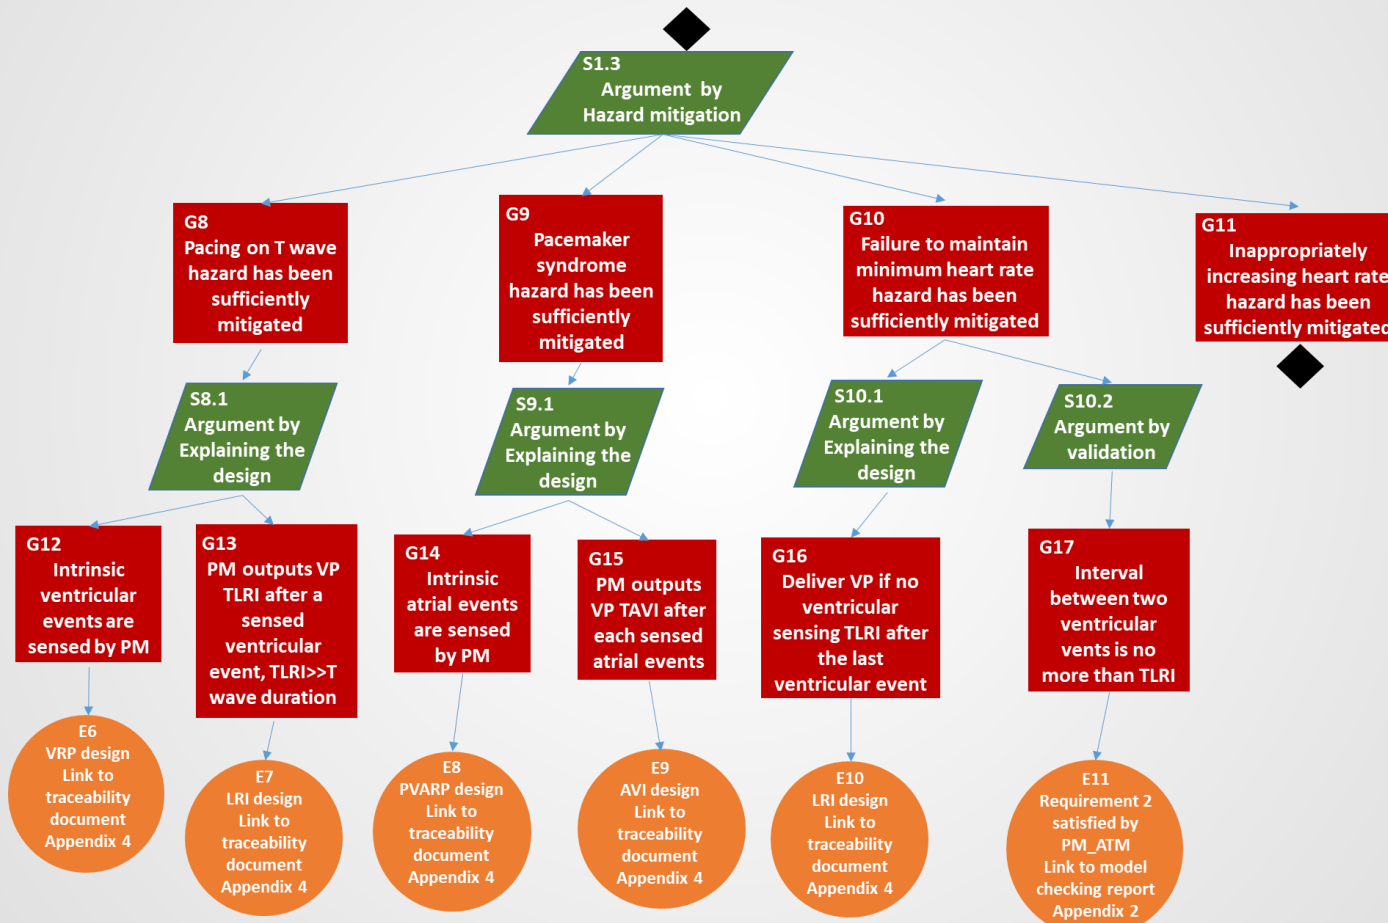 S1.3
Argument by
Hazard mitigation
G8
Pacing on T wave
hazard has been
sufficiently
mitigated
G9
Pacemaker
syndrome
hazard has been
sufficiently
mitigated
G10
Failure to maintain
minimum heart rate
hazard has been
sufficiently mitigated
G11
Inappropriately
increasing heart rate
hazard has been
sufficiently mitigated
S8.1
Argument by
Explaining the
design
S9.1
Argument by
Explaining the
design
S10.1
Argument by
Explaining the
design
S10.2
Argument by
validation
G12
Intrinsic
ventricular
events are
sensed by PM
G13
PM outputs VP
TLRI after a
sensed
ventricular
event, TLRI>>T
wave duration
G14
Intrinsic
atrial events
are sensed
by PM
G15
PM outputs
VP TAVI after
each sensed
atrial events
G16
Deliver VP if no
ventricular
sensing TLRI after
the last
ventricular event
G17
Interval
between two
ventricular
vents is no
more than TLRI
E6
VRP design
Link to
traceability
document
Appendix 4
E7
LRI design
Link to
traceability
document
Appendix 4
E8
PVARP design
Link to
traceability
document
Appendix 4
E9
AVI design
Link to
traceability
document
Appendix 4
E10
LRI design
Link to
traceability
document
Appendix 4
E11
Requirement 2
satisfied by
PM_ATM
Link to model
checking report
Appendix 2